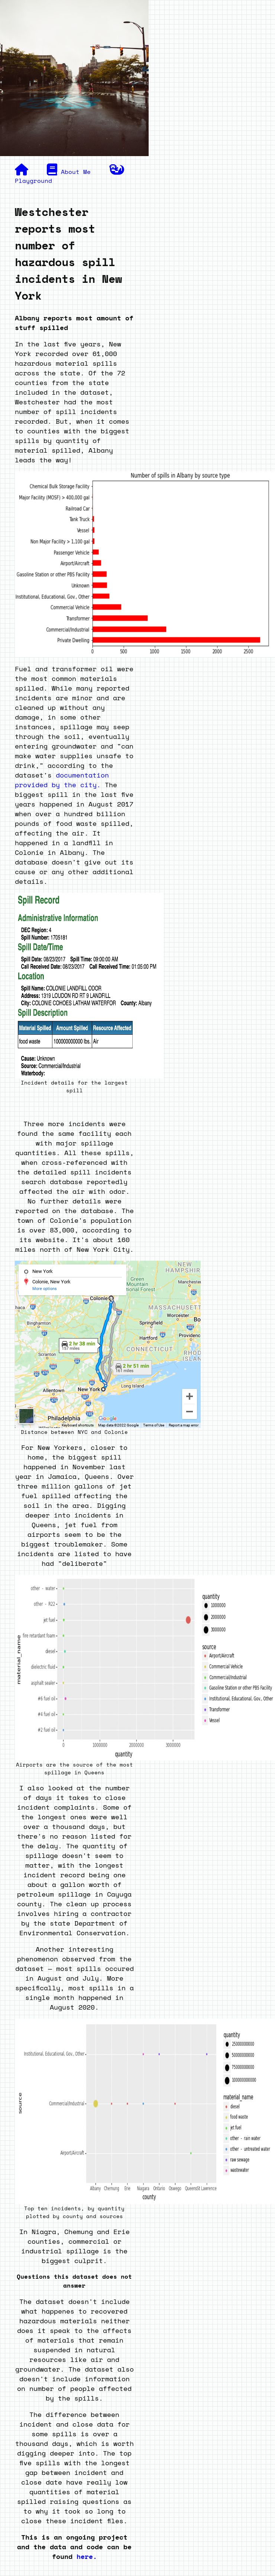 About Me
Playground
Westchester
reports most
number of
hazardous spill
incidents in New
York
Albany reports most amount of
stuff spilled
In the last five years, New
York recorded over 61,000
hazardous material spills
across the state. Of the 72
counties from the state
included in the dataset,
Westchester had the most
number of spill incidents
recorded. But, when it comes
to counties with the biggest
spills by quantity of
material spilled, Albany
leads the way!
Number of spills in Albany by source type
Chemical Bulk Storage Facility
Major Facility (MOSF) > 400,000 gal
Railroad Car
Tank Truck
Vessel
Non Major Facility > 1,100 gal
Passenger Vehicle
Airport/Aircraft
Gasoline Station or other PBS Facility
Unknown
Institutional, Educational, Gov., Other
Commercial Vehicle
Transformer
Commercial/Industrial
Private Dwelling
0 500 1000 1500 2000 2500
Fuel and transformer oil were
the most common materials
spilled. While many reported
incidents are minor and are
cleaned up without any
damage, in some other
instances, spillage may seep
through the soil, eventually
entering groundwater and "can
make water supplies unsafe to
drink," according to the
dataset's documentation
provided by the city. The
biggest spill in the last five
years happened in August 2017
when over a hundred billion
pounds of food waste spilled,
affecting the air. It
happened in a landfill in
Colonie in Albany. The
database doesn't give out its
cause or any other additional
details.
Spill Record
Administrative Information
DEC Region: 4
Spill Number: 1705181
Spill Date/Time
Spill Date: 08/23/2017 Spill Time: 09:00:00 AM
Call Received Date: 08/23/2017 Call Received Time: 01:05:00 PM
Location
Spill Name: COLONIE LANDFILL ODOR
Address: 1319 LOUDON RD RT 9 LANDFILL
City: COLONIE COHOES LATHAM WATERFOR County: Albany
Spill Description
Material Spilled Amount Spilled Resource Affected
food waste 100000000000 lbs. Air
Cause: Unknown
Source: Commercial/Industrial
Waterbody:
Incident details for the largest
spill
Three more incidents were
found the same facility each
with major spillage
quantities. All these spills,
when cross-referenced with
the detailed spill incidents
search database reportedly
affected the air with odor.
No further details were
reported on the database. The
town of Colonie's population
is over 83,000, according to
its website. It's about 160
miles north of New York City.
New York
Colonie, New York
More options
Green
Mountain
National Forest
NEW
HAMPSHIRE
Colonie
MASSACHUSETTS
Worcester
Springfield
Binghamton
Hartford
Providence
2 hr 38 min
CONNECTICUT
RHODE
ISLAND
Scranton
2 hr 51 min
Allentown
New York
Long Island
Philadelphia
Google
Keyboard shortcuts Map data ©2022 Google Terms of Use Report a map error
Distance between NYC and Colonie
For New Yorkers, closer to
home, the biggest spill
happened in November last
year in Jamaica, Queens. Over
three million gallons of jet
fuel spilled affecting the
soil in the area. Digging
deeper into incidents in
Queens, jet fuel from
airports seem to be the
biggest troublemaker. Some
incidents are listed to have
had "deliberate"
material_name
other - water
other - R22
jet fuel
fire retardant foam
diesel
dielectric fluid
asphalt sealer
#6 fuel oil
#4 fuel oil
#2 fuel oil
0 1000000 2000000 3000000
quantity
quantity
1000000
2000000
3000000
source
Airport/Aircraft
Commercial Vehicle
Commercial/Industrial
Gasoline Station or other PBS Facility
Institutional, Educational, Gov., Other
Transformer
Vessel
Airports are the source of the most
spillage in Queens
I also looked at the number
of days it takes to close
incident complaints. Some of
the longest ones were well
over a thousand days, but
there's no reason listed for
the delay. The quantity of
spillage doesn't seem to
matter, with the longest
incident record being one
about a gallon worth of
petroleum spillage in Cayuga
county. The clean up process
involves hiring a contractor
by the state Department of
Environmental Conservation.
Another interesting
phenomenon observed from the
dataset — most spills occured
in August and July. More
specifically, most spills in a
single month happened in
August 2020.
source
Institutional, Educational, Gov., Other
Commercial/Industrial
Airport/Aircraft
Albany Chemung Erie Niagara Ontario Oswego Queens St Lawrence
county
quantity
25000000000
50000000000
75000000000
100000000000
material_name
diesel
food waste
jet fuel
other - rain water
other - untreated water
raw sewage
wastewater
Top ten incidents, by quantity
plotted by county and sources
In Niagra, Chemung and Erie
counties, commercial or
industrial spillage is the
biggest culprit.
Questions this dataset does not
answer
The dataset doesn't include
what happenes to recovered
hazardous materials neither
does it speak to the affects
of materials that remain
suspended in natural
resources like air and
groundwater. The dataset also
doesn't include information
on number of people affected
by the spills.
The difference between
incident and close data for
some spills is over a
thousand days, which is worth
digging deeper into. The top
five spills with the longest
gap between incident and
close date have really low
quantities of material
spilled raising questions as
to why it took so long to
close these incident files.
This is an ongoing project
and the data and code can be
found here.